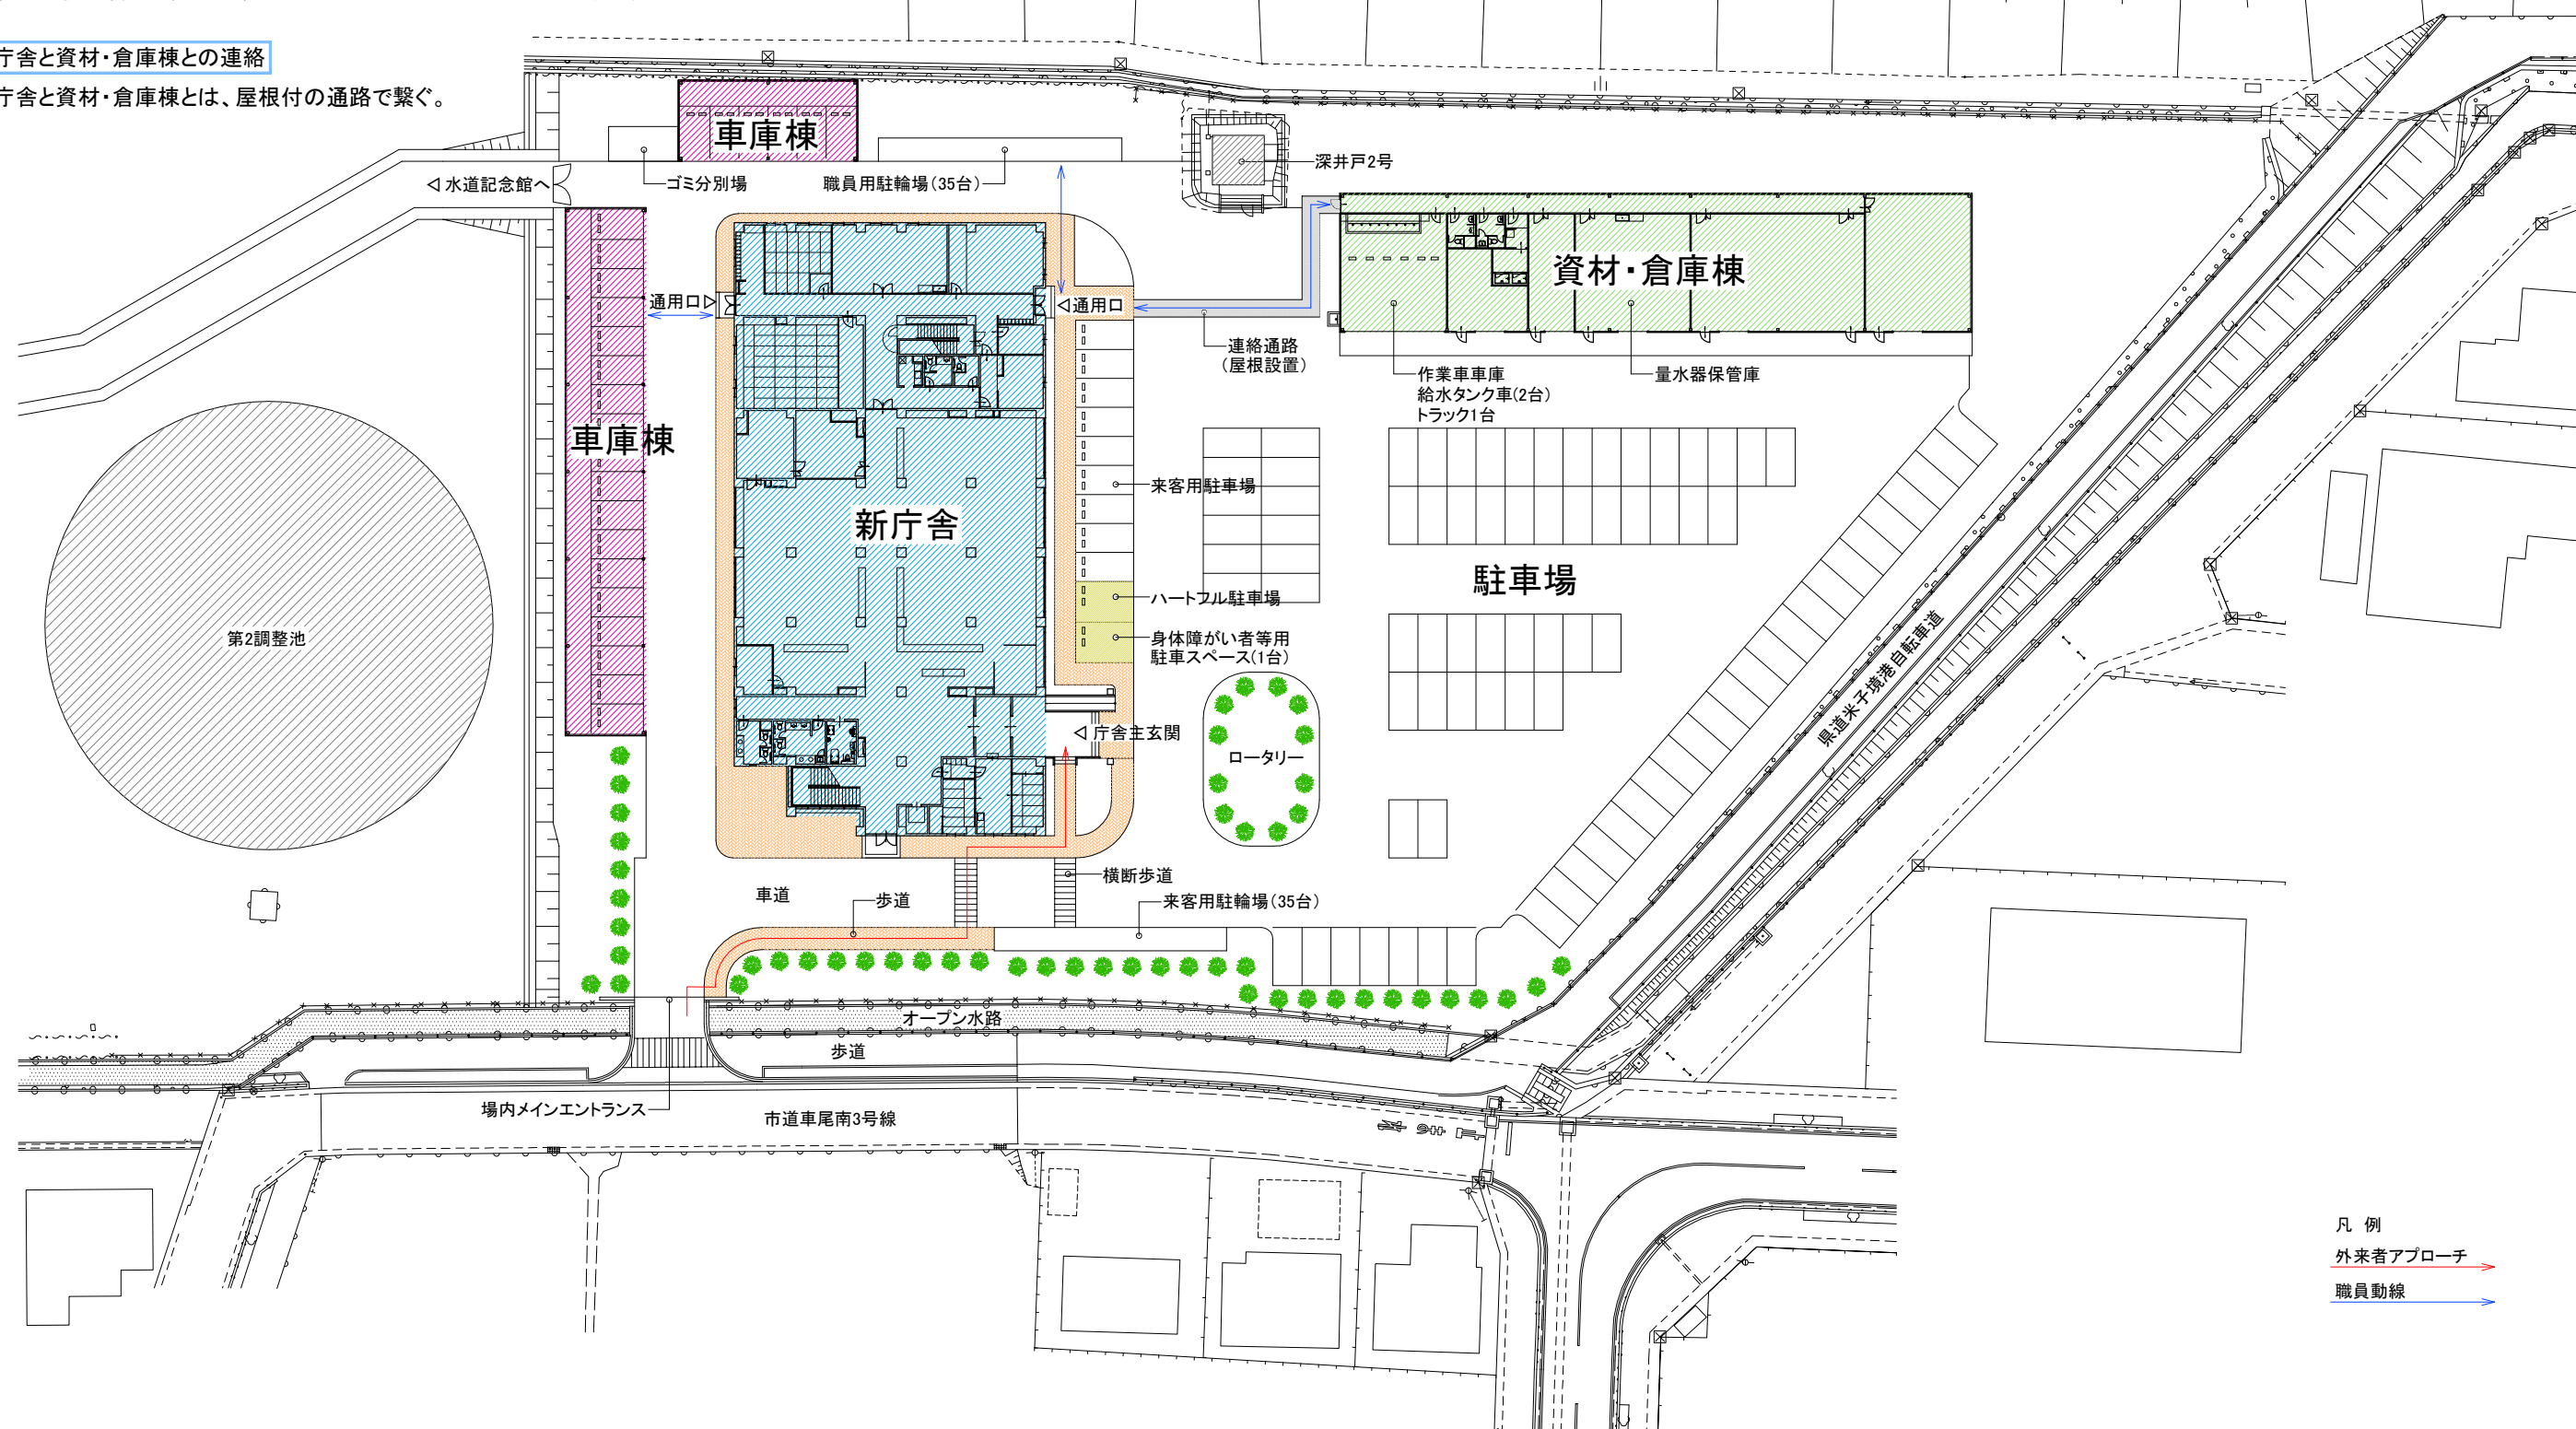 庁舎と資材・倉庫棟との連絡
庁舎と資材・倉庫棟とは、屋根付の通路で繋ぐ。
車庫棟
深井戸2号
◁水道記念館へ
ゴミ分別場
職員用駐輪場(35台)
通用口▷
◁通用口
資材・倉庫棟
連絡通路
(屋根設置)
作業車車庫
給水タンク車(2台)
トラック1台
量水器保管庫
車庫棟
来客用駐車場
新庁舎
駐車場
ハートフル駐車場
第2調整池
身体障がい者等用
駐車スペース(1台)
県道米子境港自転車道
◁庁舎主玄関
ロータリー
横断歩道
車道
歩道
来客用駐輪場(35台)
オープン水路
歩道
場内メインエントランス
市道車尾南3号線
凡 例
外来者アプローチ
職員動線